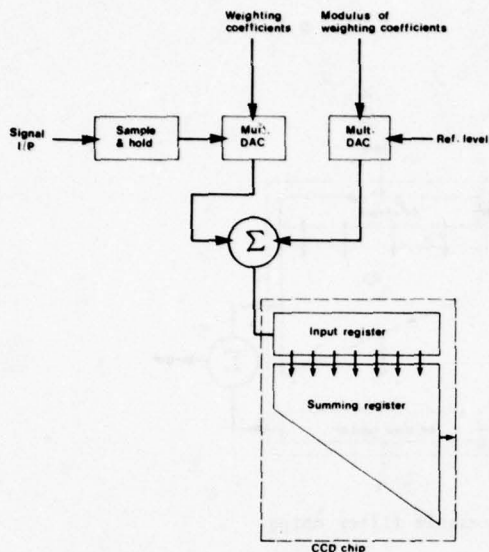 Weighting
coefficients
Modulus of
weighting coefficients
Signal
I/P
Sample
& hold
Mult.
DAC
Mult.
DAC
Ref. level
Σ
Input register
Summing register
CCD chip